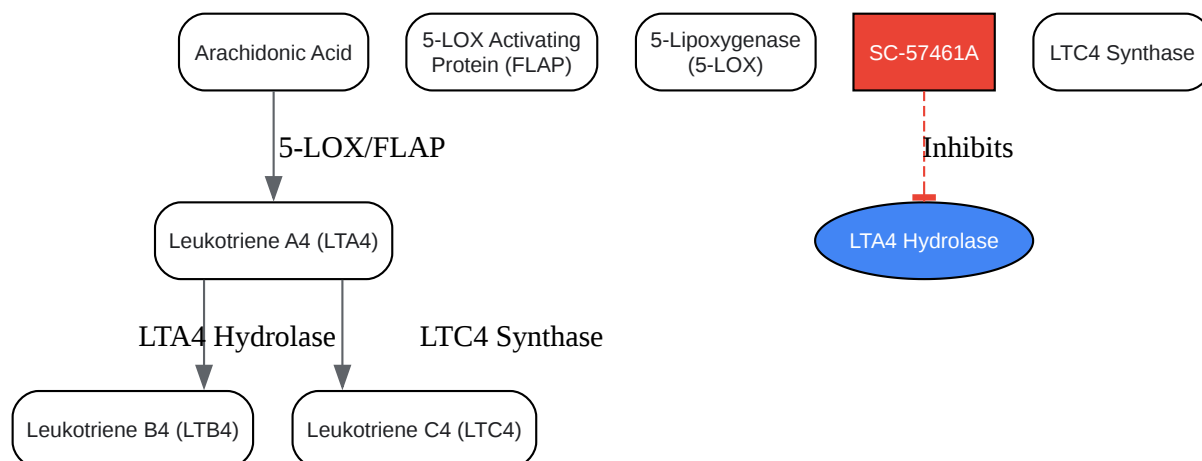 Arachidonic Acid
5-LOX Activating
Protein (FLAP)
5-Lipoxygenase
(5-LOX)
SC-57461A
LTC4 Synthase
5-LOX/FLAP
Inhibits
Leukotriene A4 (LTA4)
LTA4 Hydrolase
LTA4 Hydrolase
LTC4 Synthase
Leukotriene B4 (LTB4)
Leukotriene C4 (LTC4)